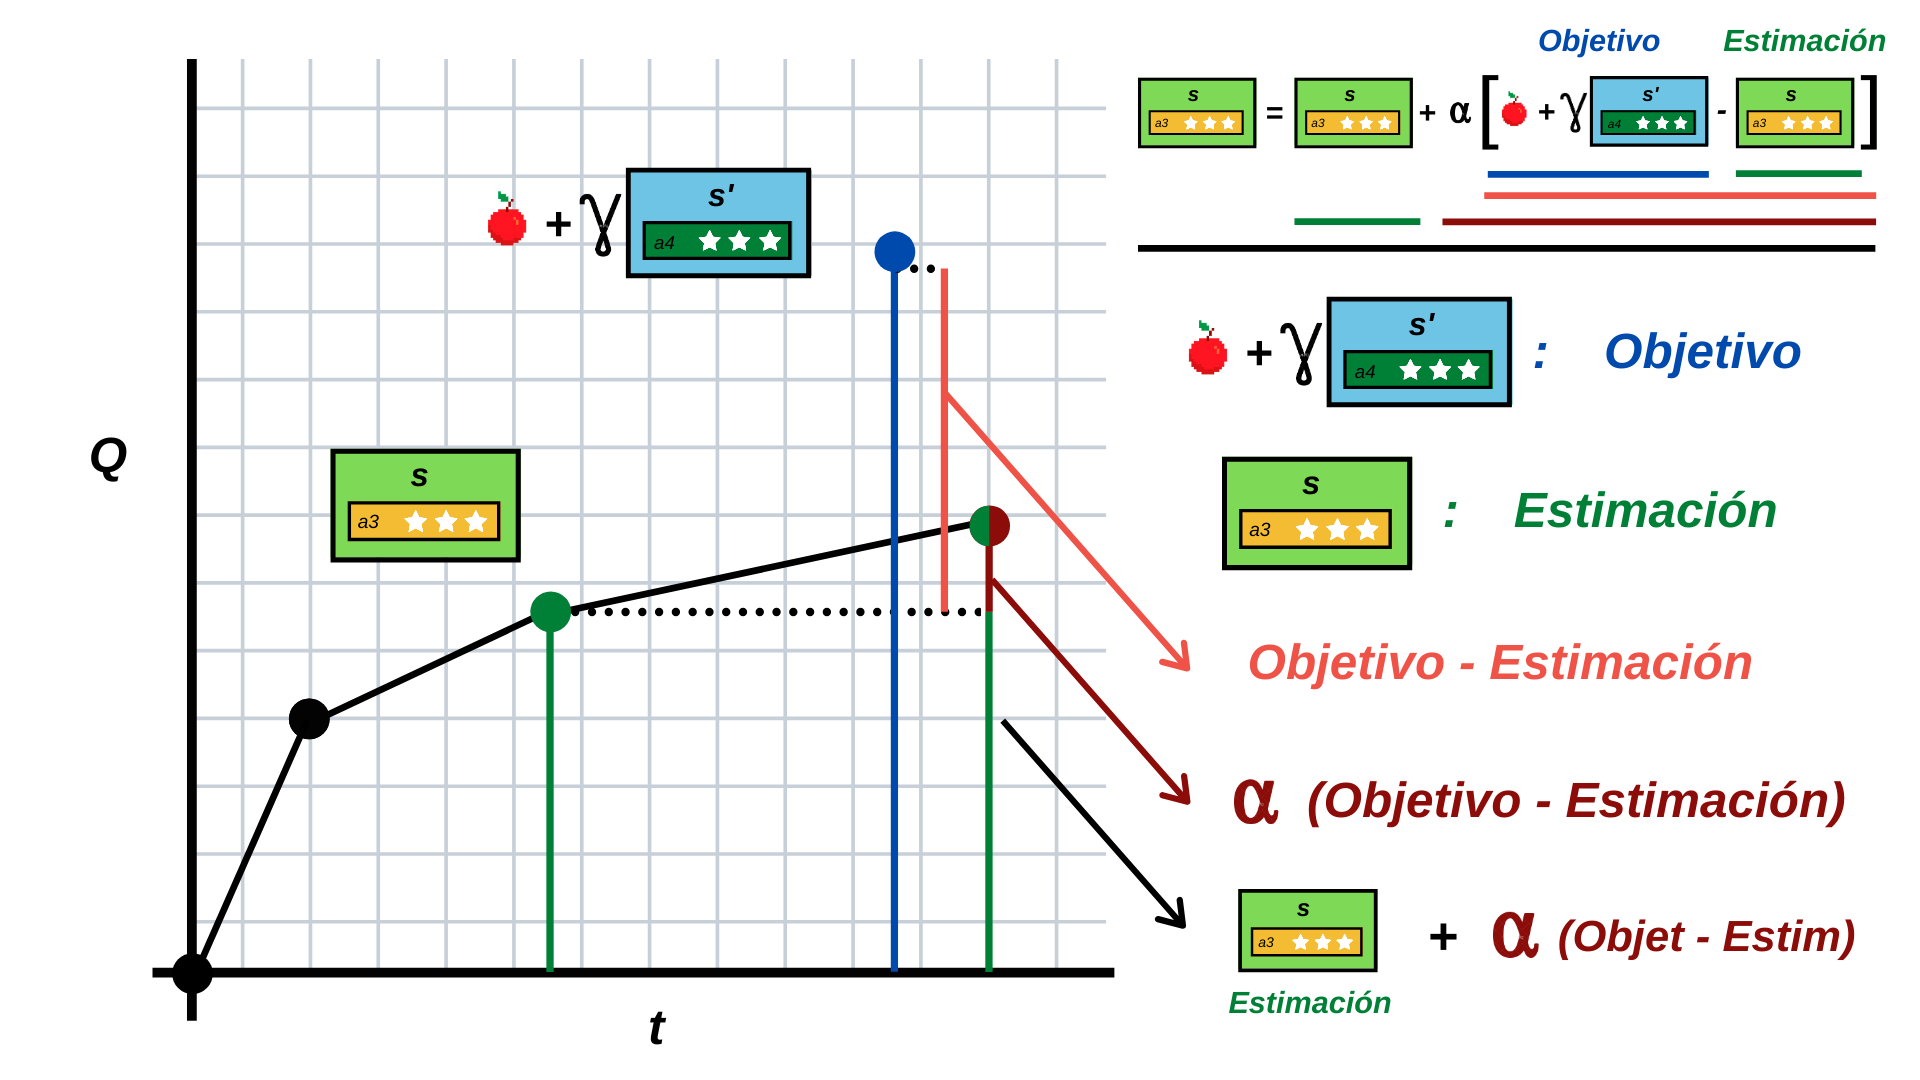 Objetivo Estimación
s = s + α [ + γ s' - s ]
a3 a3 a4 a3
+ γ s'
a4
+ γ s' : Objetivo
a4
Q
s
a3
s : Estimación
a3
Objetivo - Estimación
α (Objetivo - Estimación)
s + α (Objet - Estim)
a3
Estimación
t